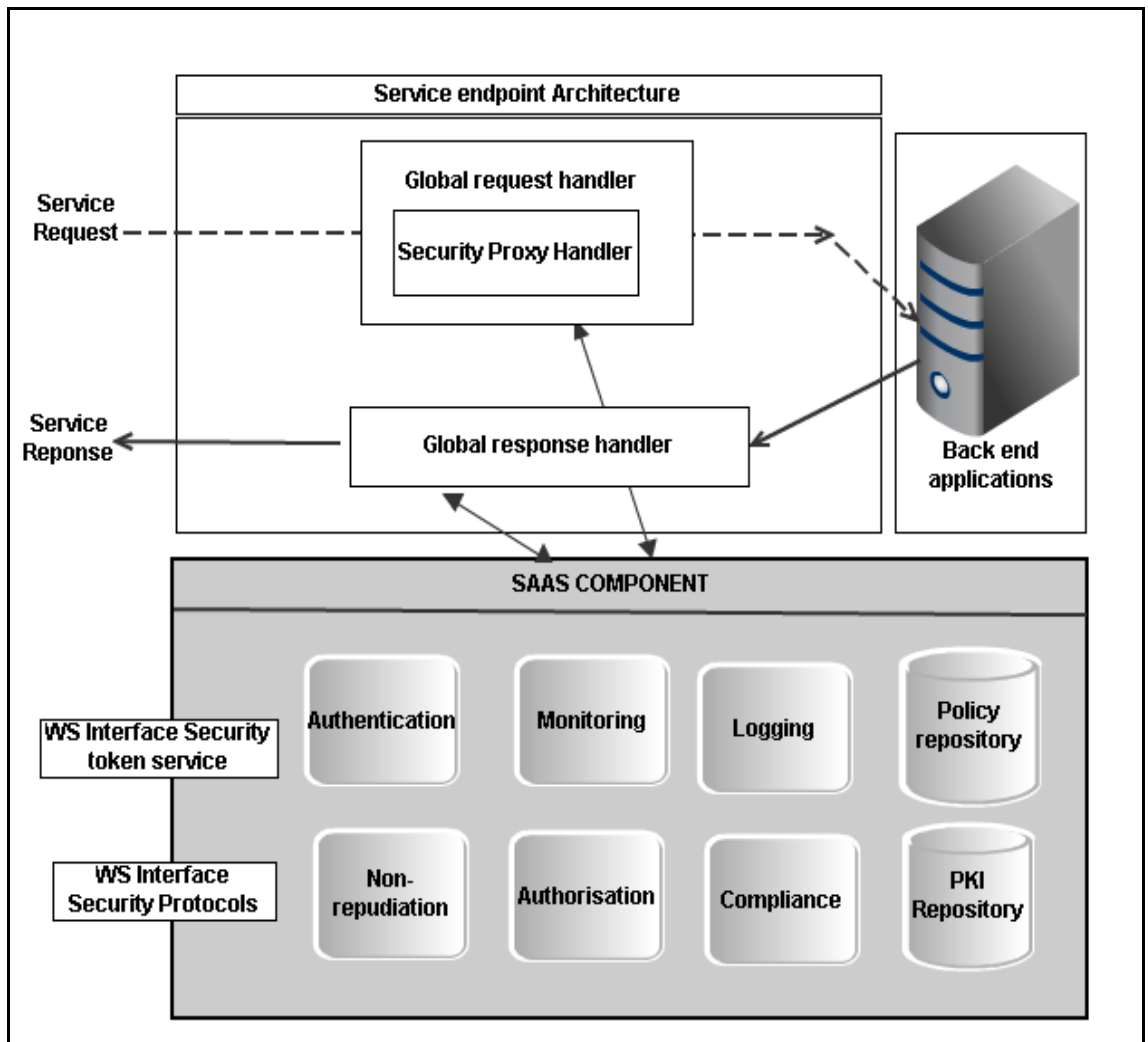 Service endpoint Architecture
Global request handler
Service
Request
Security Proxy Handler
Service
Reponse
Global response handler
Back end
applications
SAAS COMPONENT
WS Interface Security
token service
Authentication
Monitoring
Logging
Policy
repository
WS Interface
Security Protocols
Non-
repudiation
Authorisation
Compliance
PKI
Repository